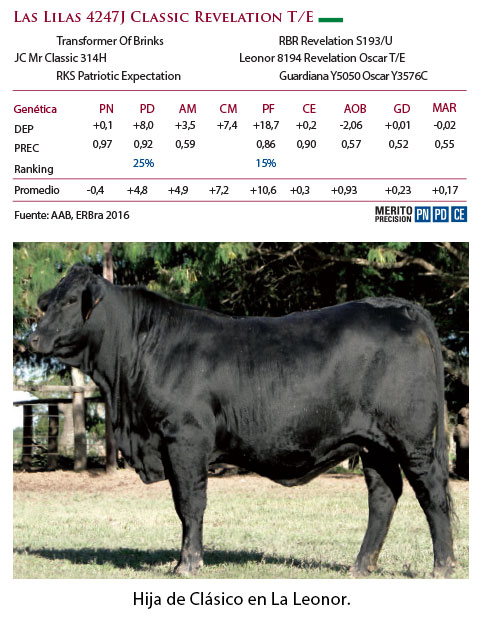 Las Lilas 4247J Classic Revelation T/E
Transformer Of Brinks RBR Revelation S193/U
JC Mr Classic 314H Leonor 8194 Revelation Oscar T/E
RKS Patriotic Expectation Guardiana Y5050 Oscar Y3576C
Genética PN PD AM CM PF CE AOB GD MAR
DEP +0,1 +8,0 +3,5 +7,4 +18,7 +0,2 -2,06 +0,01 -0,02
PREC 0,97 0,92 0,59 0,86 0,90 0,57 0,52 0,55
Ranking 25% 15%
Promedio -0,4 +4,8 +4,9 +7,2 +10,6 +0,3 +0,93 +0,23 +0,17
Fuente: AAB, ERBra 2016 MERITO PN PD CE
PRECISION
Hija de Clásico en La Leonor.